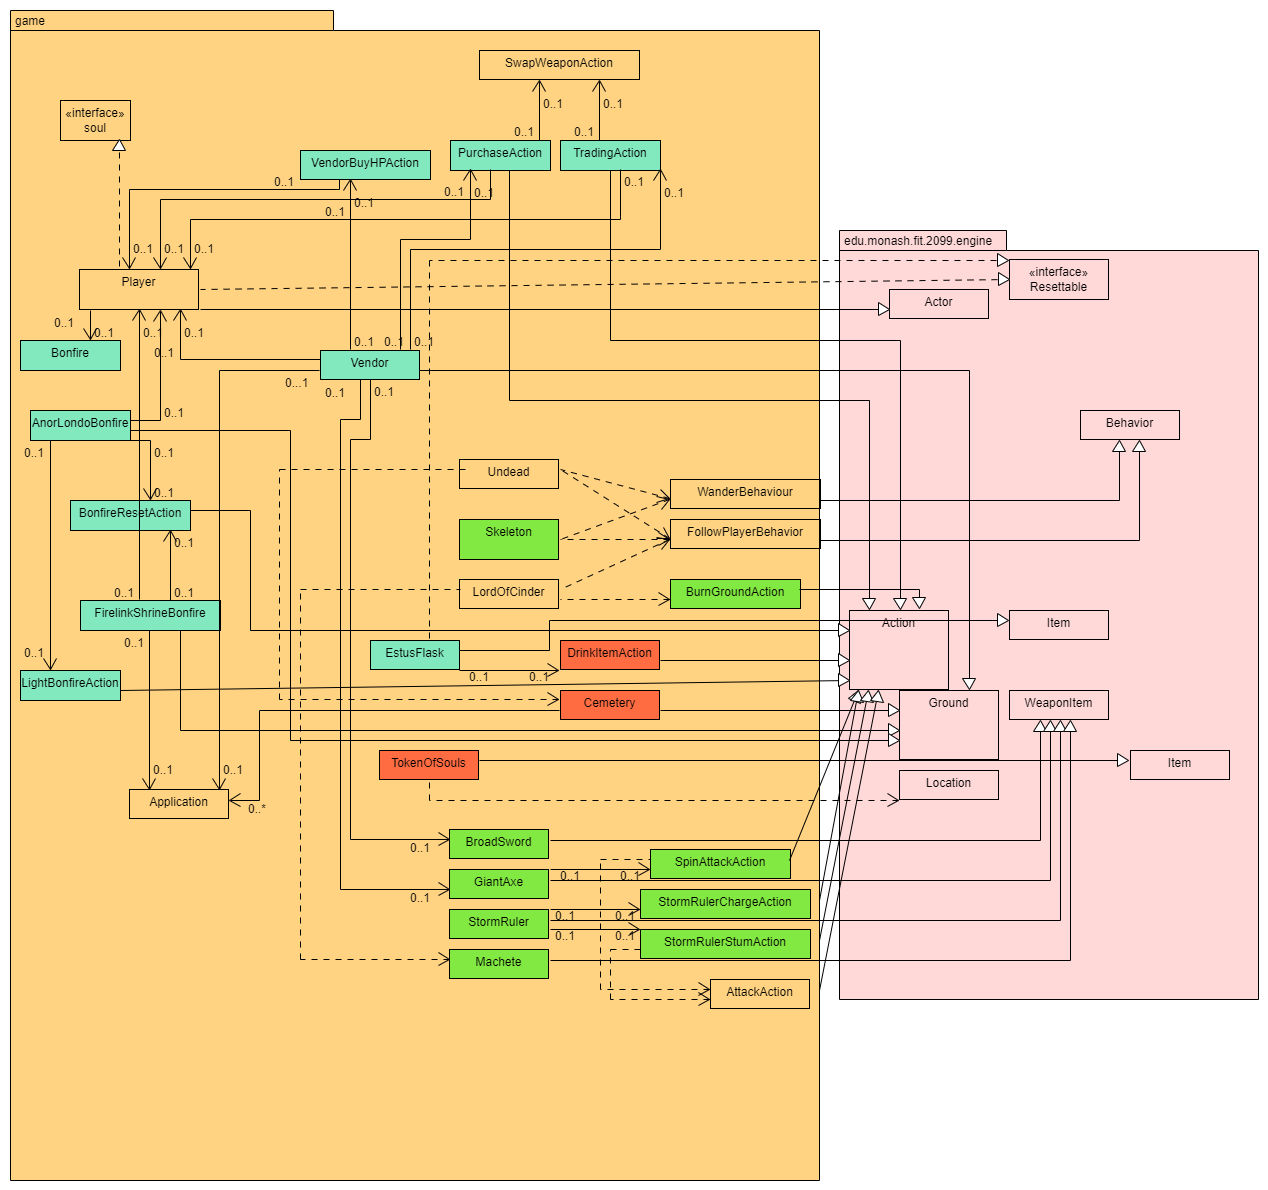 game
SwapWeaponAction
0..1
0..1
«interface»
soul
0..1
0..1
PurchaseAction
TradingAction
VendorBuyHPAction
0..1
0..1
0..1
0..1
0..1
0..1
0..1
edu.monash.fit.2099.engine
0..1
0..1
0..1
«interface»
Resettable
Player
Actor
0..1
0..1
0..1
0..1
0..1
0..1
0..1
0..1
Bonfire
Vendor
0...1
0..1
0..1
0..1
AnorLondoBonfire
Behavior
0..1
0..1
Undead
0..1
WanderBehaviour
BonfireResetAction
Skeleton
FollowPlayerBehavior
0..1
0..1
0..1
LordOfCinder
BurnGroundAction
FirelinkShrineBonfire
Action
Item
0..1
0..1
EstusFlask
DrinkItemAction
0..1
0..1
LightBonfireAction
Cemetery
Ground
WeaponItem
TokenOfSouls
Item
0..1
0..1
Location
Application
0..*
BroadSword
0..1
SpinAttackAction
0..1
0..1
GiantAxe
0..1
StormRulerChargeAction
0..1
0..1
StormRuler
0..1
0..1
StormRulerStumAction
Machete
AttackAction